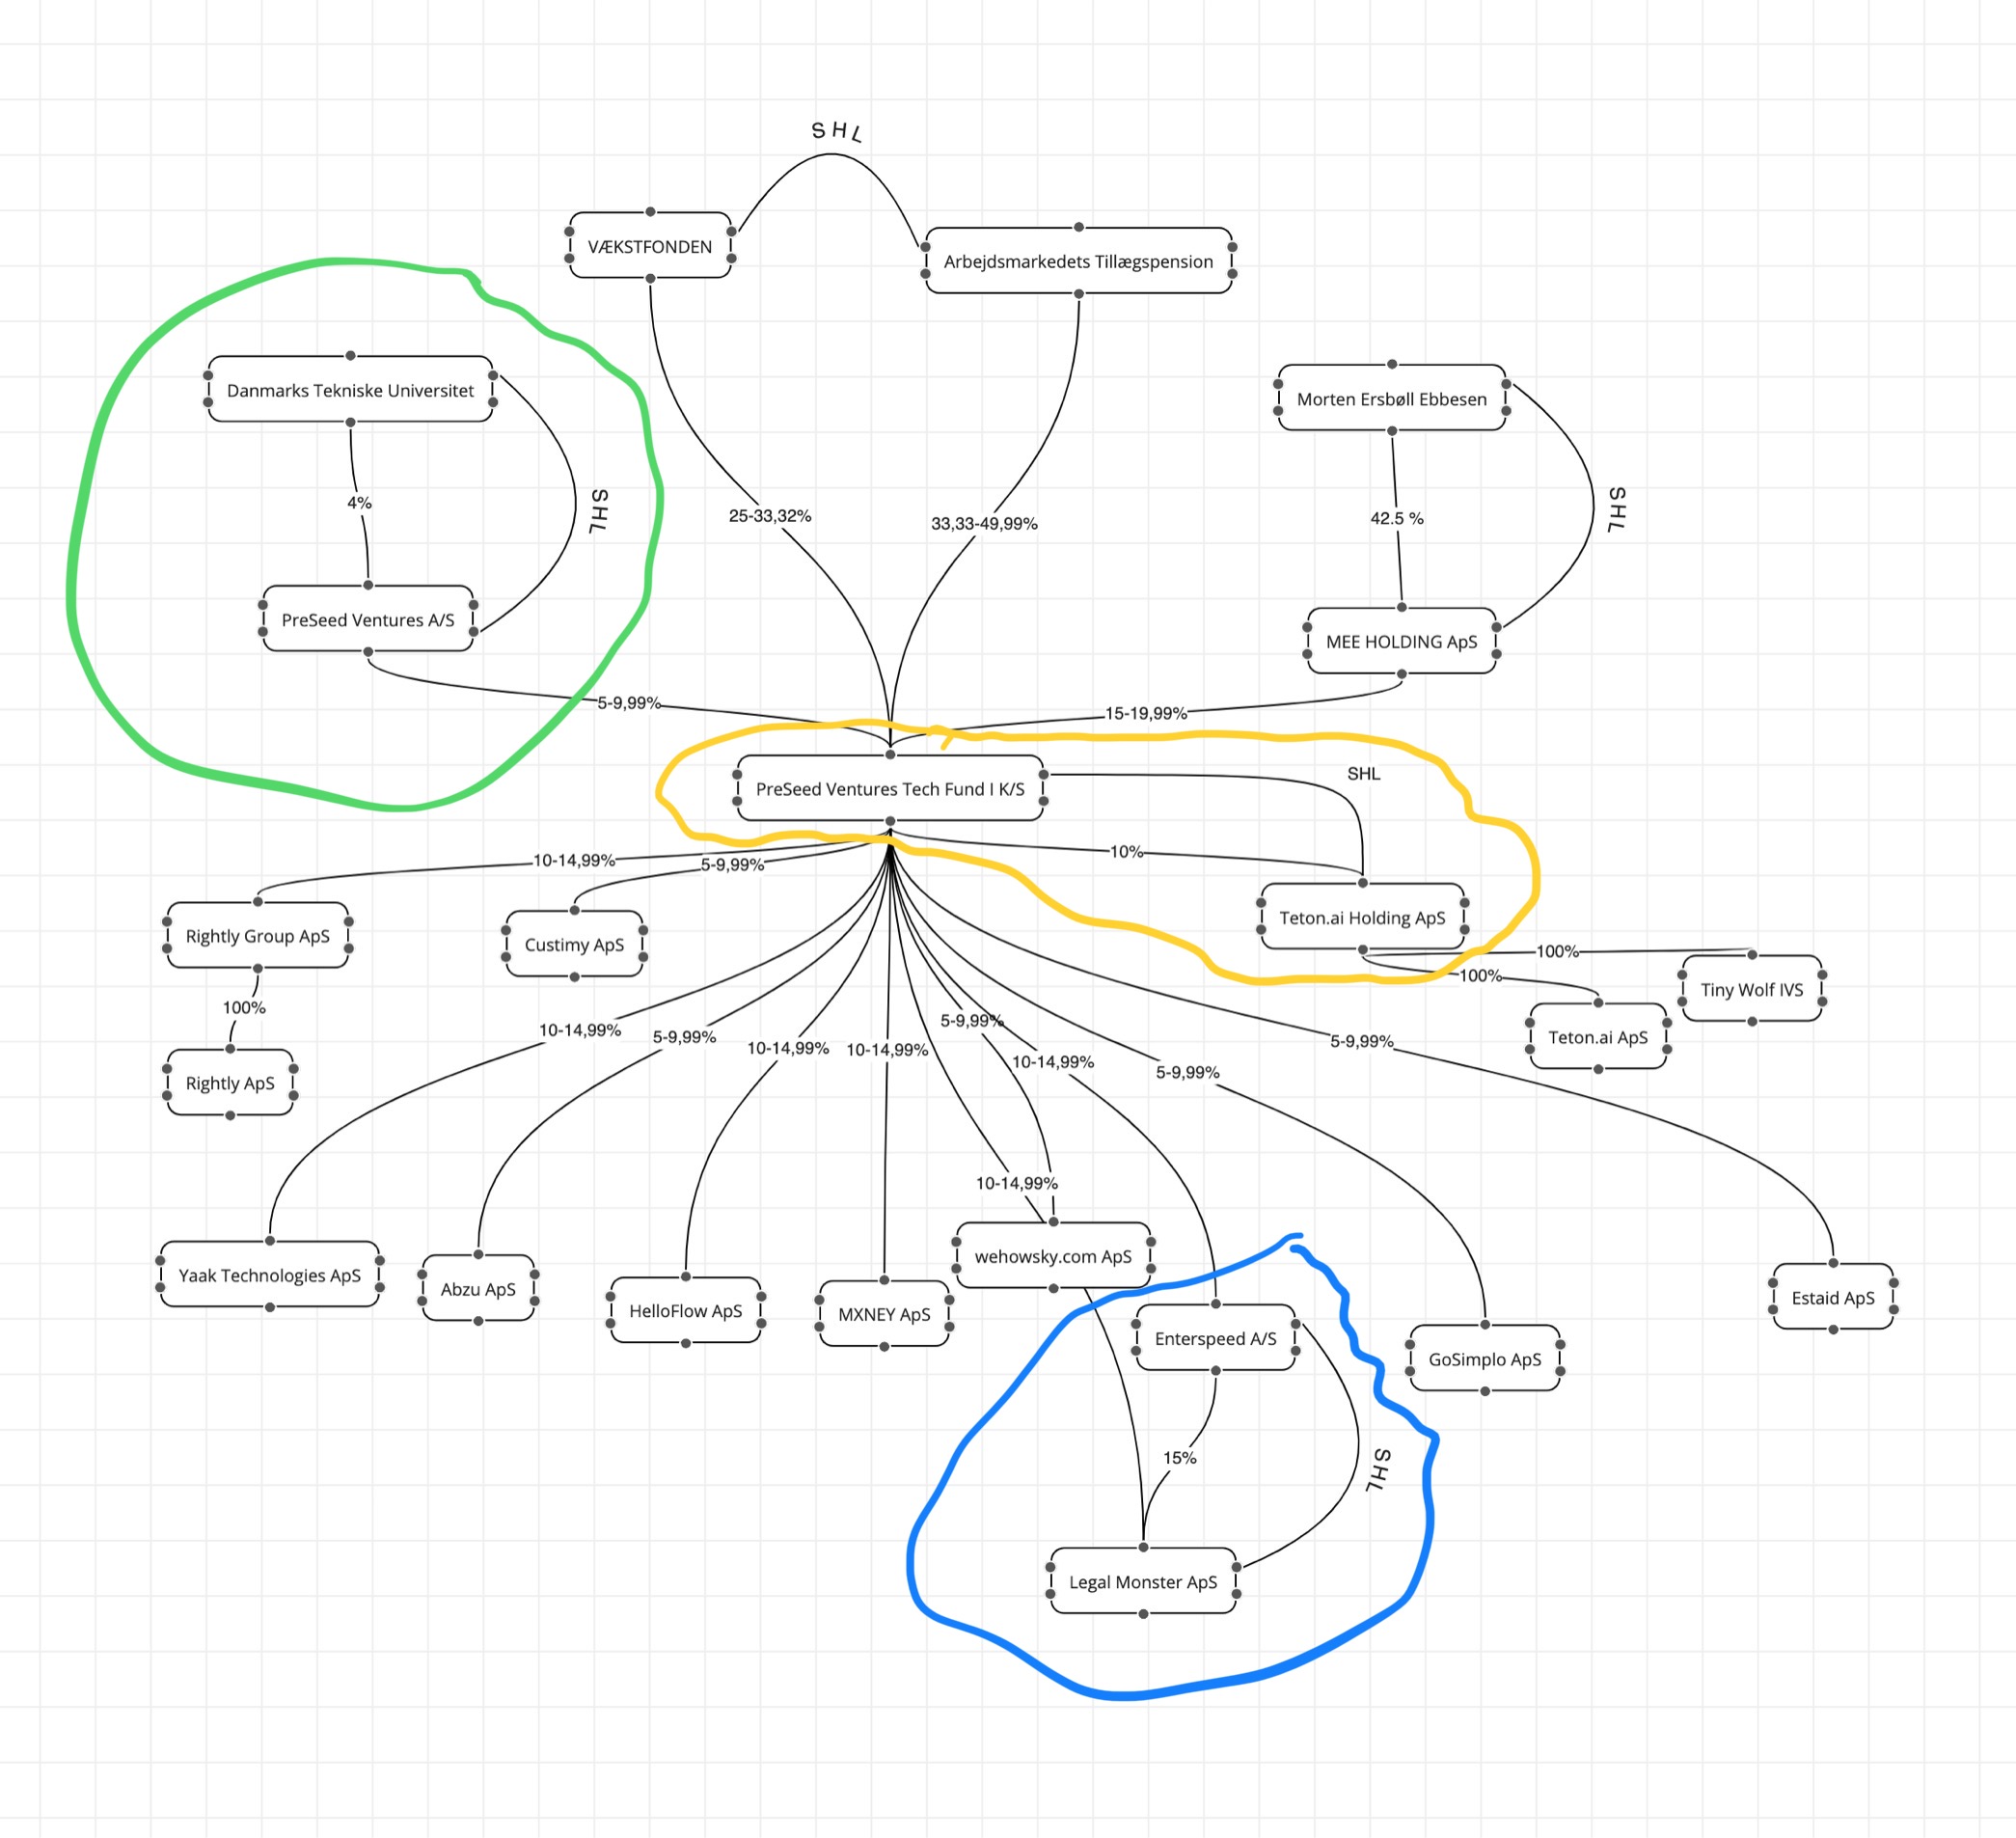 SHL
VÆKSTFONDEN
Arbejdsmarkedets Tillægspension
Danmarks Tekniske Universitet
Morten Ersbøll Ebbesen
4%
SHL
25-33,32%
33,33-49,99%
42.5 %
SHL
PreSeed Ventures A/S
MEE HOLDING ApS
5-9,99%
15-19,99%
PreSeed Ventures Tech Fund I K/S
SHL
10-14,99%
5-9,99%
10%
Rightly Group ApS
Custimy ApS
Teton.ai Holding ApS
100%
100%
Tiny Wolf IVS
100%
Teton.ai ApS
Rightly ApS
10-14,99%
5-9,99%
10-14,99%
10-14,99%
5-9,99%
10-14,99%
5-9,99%
5-9,99%
10-14,99%
Yaak Technologies ApS
Abzu ApS
HelloFlow ApS
MXNEY ApS
wehowsky.com ApS
Enterspeed A/S
GoSimplo ApS
Estaid ApS
15%
SHL
Legal Monster ApS